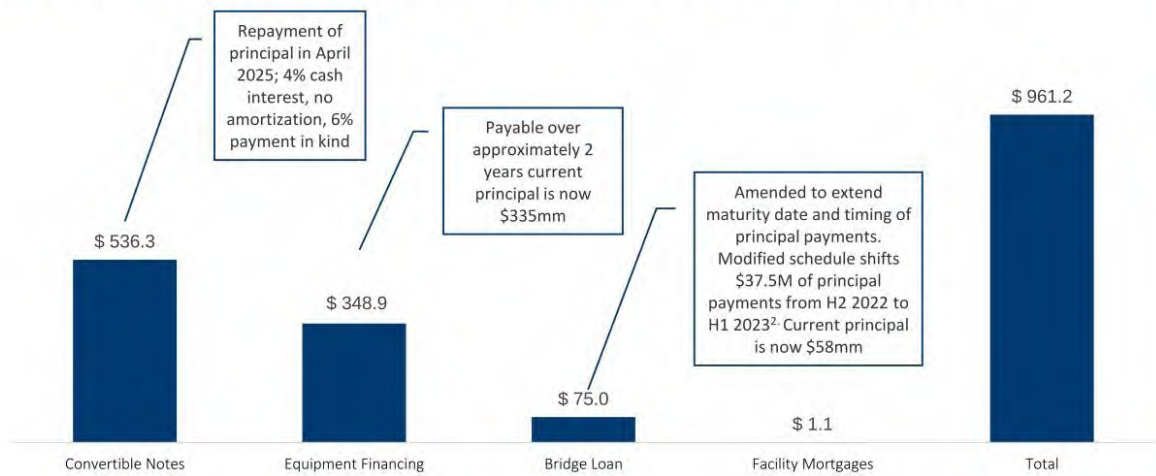 Repayment of
principal in April
2025; 4% cash
interest, no
amortization, 6%
payment in kind
Payable over
approximately 2
years current
principal is now
$335mm
Amended to extend
maturity date and timing of
principal payments.
Modified schedule shifts
$37.5M of principal
payments from H2 2022 to
H1 2023². Current principal
is now $58mm
$ 536.3
$ 348.9
$ 75.0
$ 1.1
$ 961.2
Convertible Notes
Equipment Financing
Bridge Loan
Facility Mortgages
Total